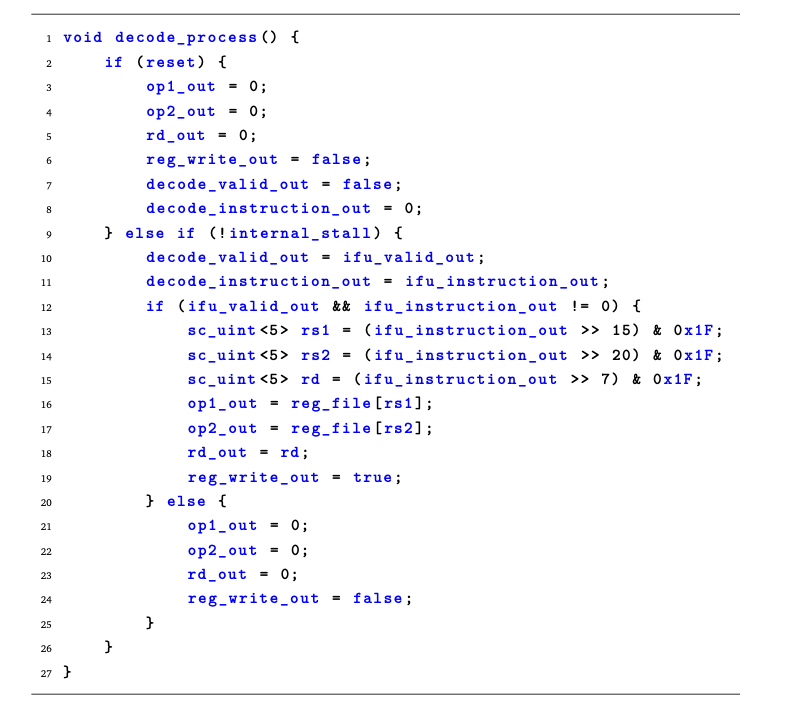 1 void decode_process() {
2     if (reset) {
3         op1_out = 0;
4         op2_out = 0;
5         rd_out = 0;
6         reg_write_out = false;
7         decode_valid_out = false;
8         decode_instruction_out = 0;
9     } else if (!internal_stall) {
10         decode_valid_out = ifu_valid_out;
11         decode_instruction_out = ifu_instruction_out;
12         if (ifu_valid_out && ifu_instruction_out != 0) {
13             sc_uint<5> rs1 = (ifu_instruction_out >> 15) & 0x1F;
14             sc_uint<5> rs2 = (ifu_instruction_out >> 20) & 0x1F;
15             sc_uint<5> rd = (ifu_instruction_out >> 7) & 0x1F;
16             op1_out = reg_file[rs1];
17             op2_out = reg_file[rs2];
18             rd_out = rd;
19             reg_write_out = true;
20         } else {
21             op1_out = 0;
22             op2_out = 0;
23             rd_out = 0;
24             reg_write_out = false;
25         }
26     }
27 }